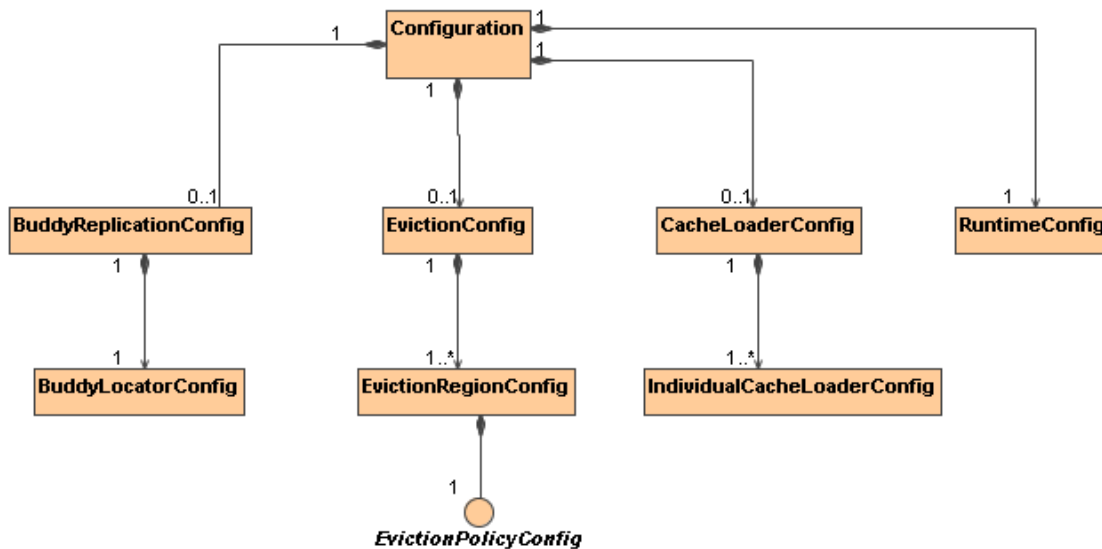 Configuration
1
1
1
1
0..1
0..1
0..1
1
BuddyReplicationConfig
EvictionConfig
CacheLoaderConfig
RuntimeConfig
1
1
1
1
1..*
1..*
BuddyLocatorConfig
EvictionRegionConfig
IndividualCacheLoaderConfig
1
EvictionPolicyConfig